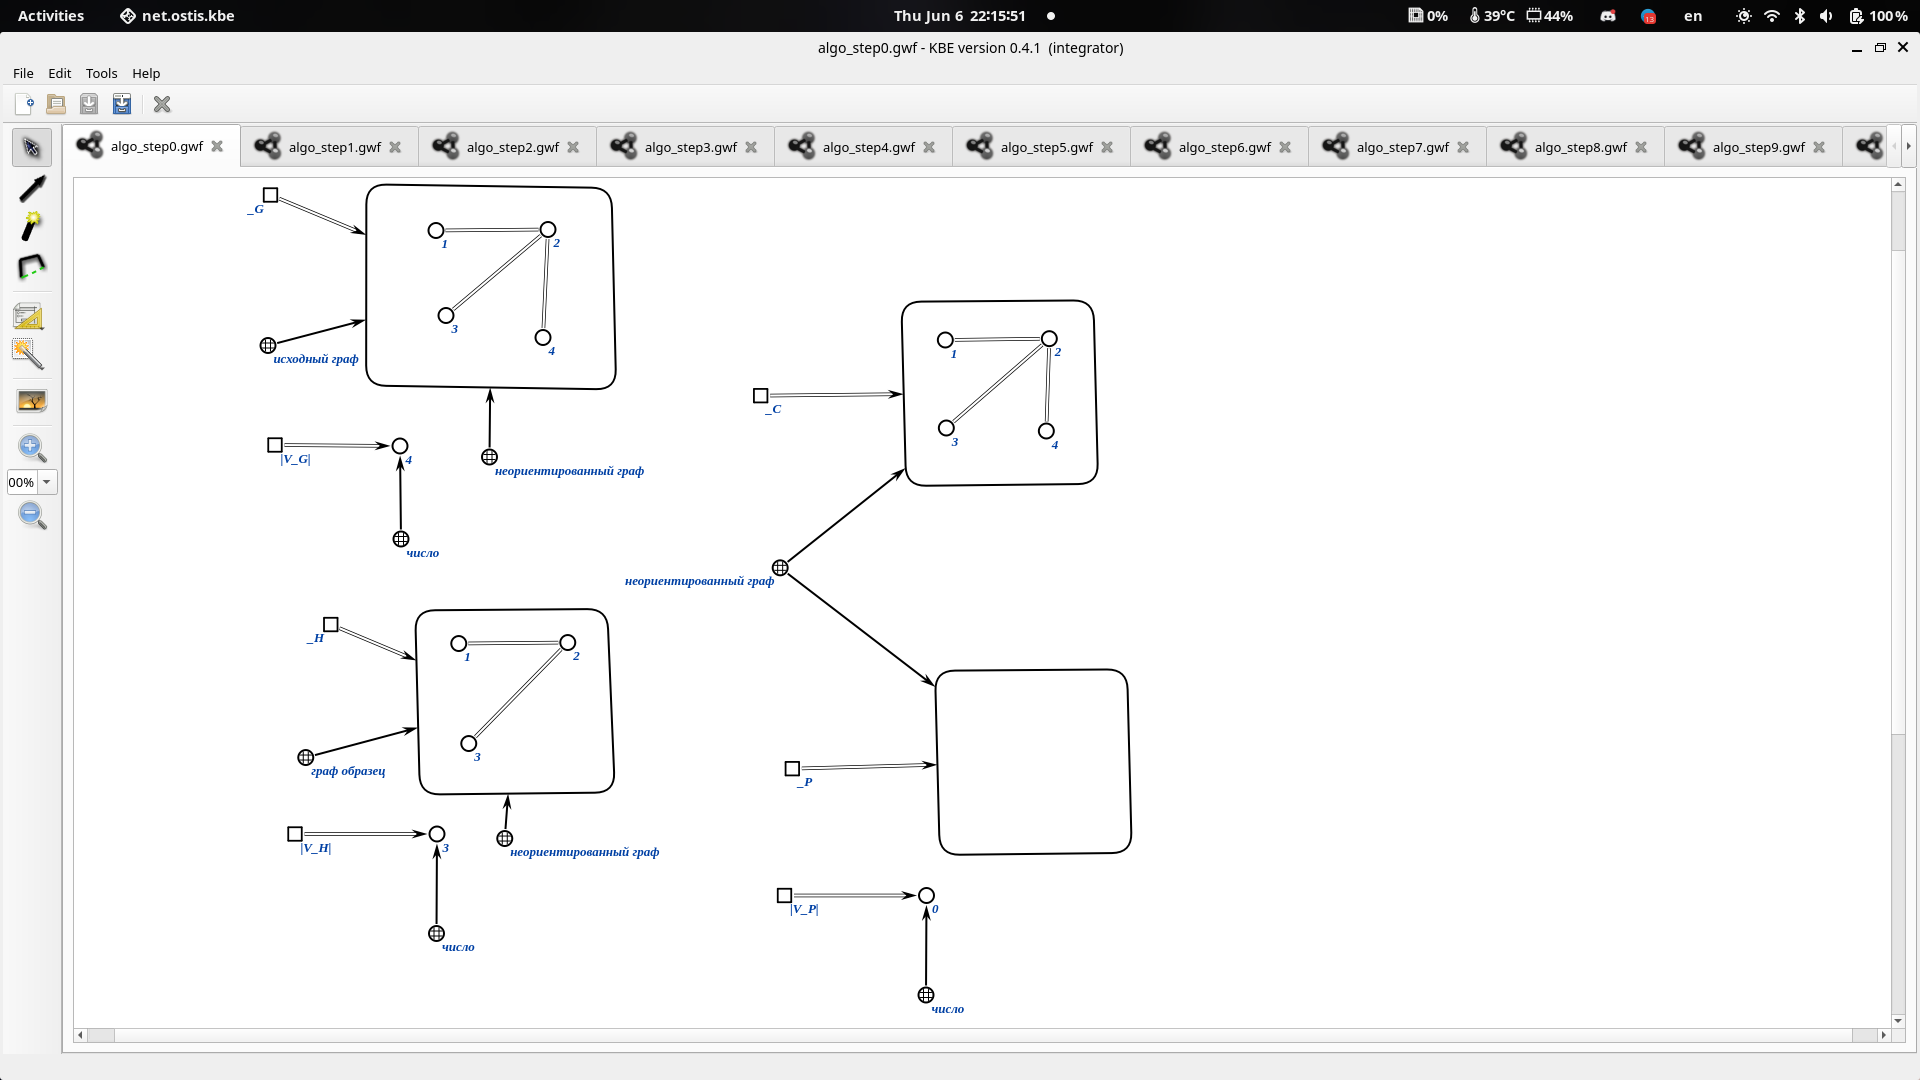 Activities net.ostis.kbe Thu Jun 6 22:15:51 0% 39°C 44% 13 en 100%
algo_step0.gwf - KBE version 0.4.1 (integrator)
File Edit Tools Help
algo_step0.gwf algo_step1.gwf algo_step2.gwf algo_step3.gwf algo_step4.gwf algo_step5.gwf algo_step6.gwf algo_step7.gwf algo_step8.gwf algo_step9.gwf
00%
_G
1
2
3
4
исходный граф
|V_G|
4
неориентированный граф
число
_C
1
2
3
4
неориентированный граф
_H
1
2
3
граф образец
|V_H|
3
неориентированный граф
число
_P
|V_P|
0
число